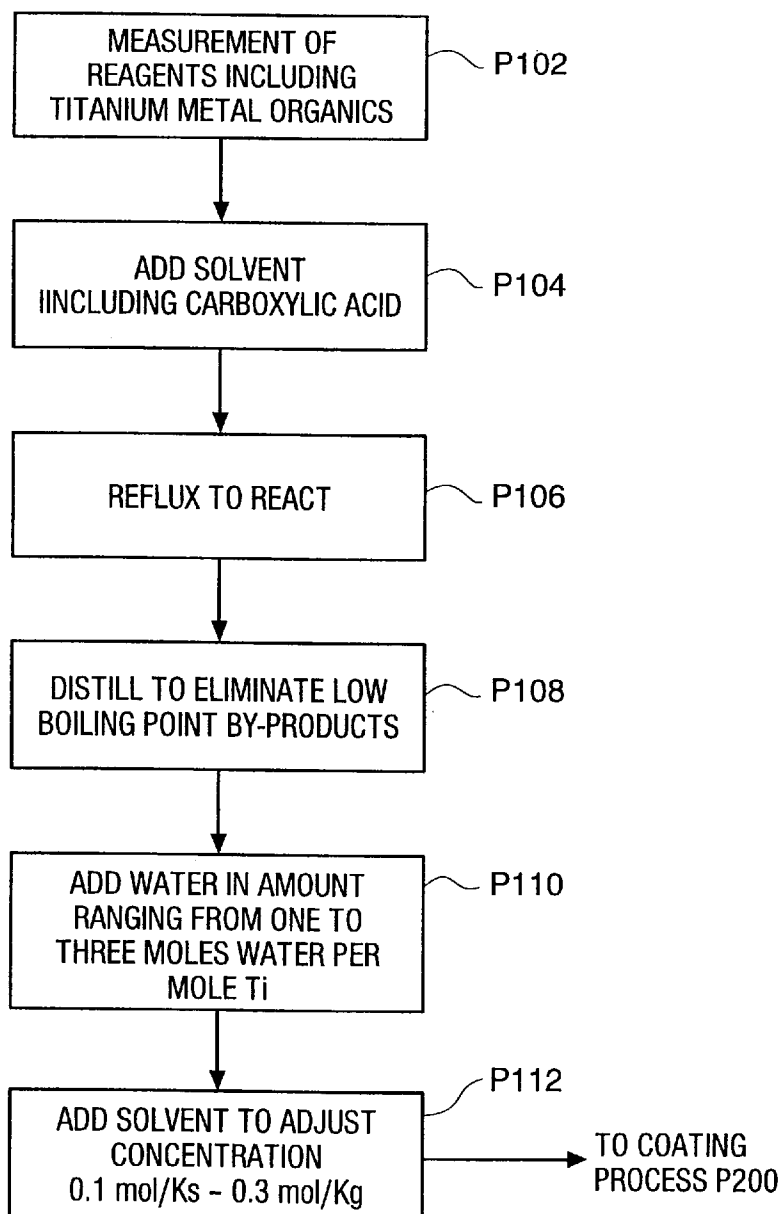 MEASUREMENT OF
REAGENTS INCLUDING
TITANIUM METAL ORGANICS
P102
ADD SOLVENT
IINCLUDING CARBOXYLIC ACID
P104
REFLUX TO REACT
P106
DISTILL TO ELIMINATE LOW
BOILING POINT BY-PRODUCTS
P108
ADD WATER IN AMOUNT
RANGING FROM ONE TO
THREE MOLES WATER PER
MOLE Ti
P110
ADD SOLVENT TO ADJUST
CONCENTRATION
0.1 mol/Ks - 0.3 mol/Kg
P112
TO COATING
PROCESS P200